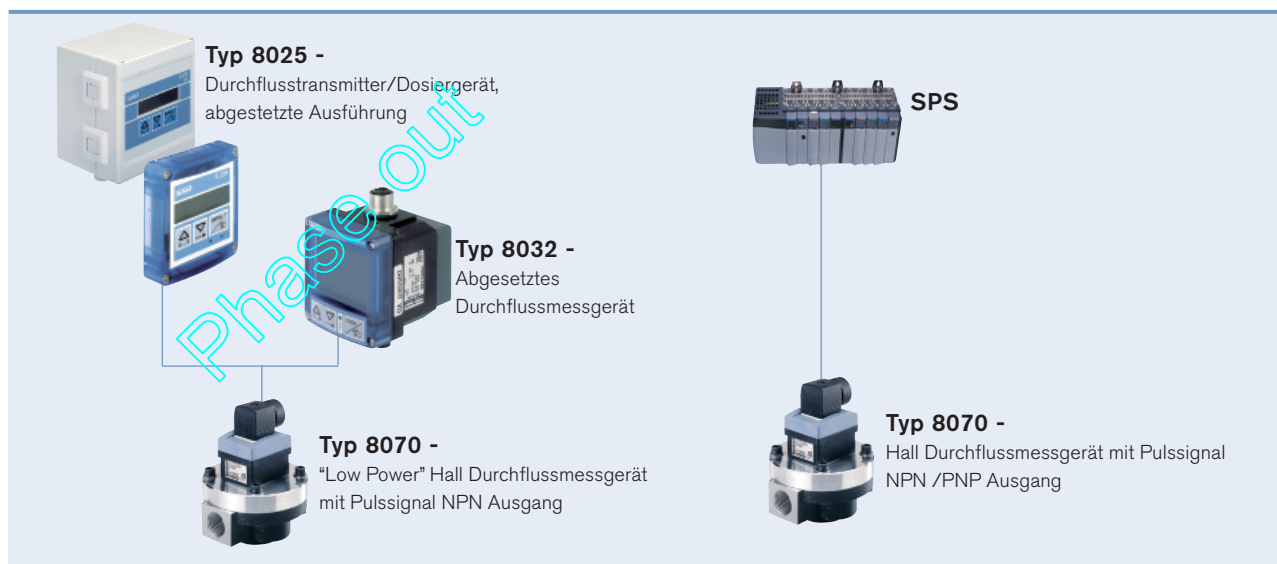 Typ 8025 -
Durchflusstransmitter/Dosiergerät,
abgestetzte Ausführung
Typ 8032 -
Abgesetztes
Durchflussmessgerät
Typ 8070 -
“Low Power” Hall Durchflussmessgerät
mit Pulssignal NPN Ausgang
SPS
Typ 8070 -
Hall Durchflussmessgerät mit Pulssignal
NPN /PNP Ausgang
Phase out